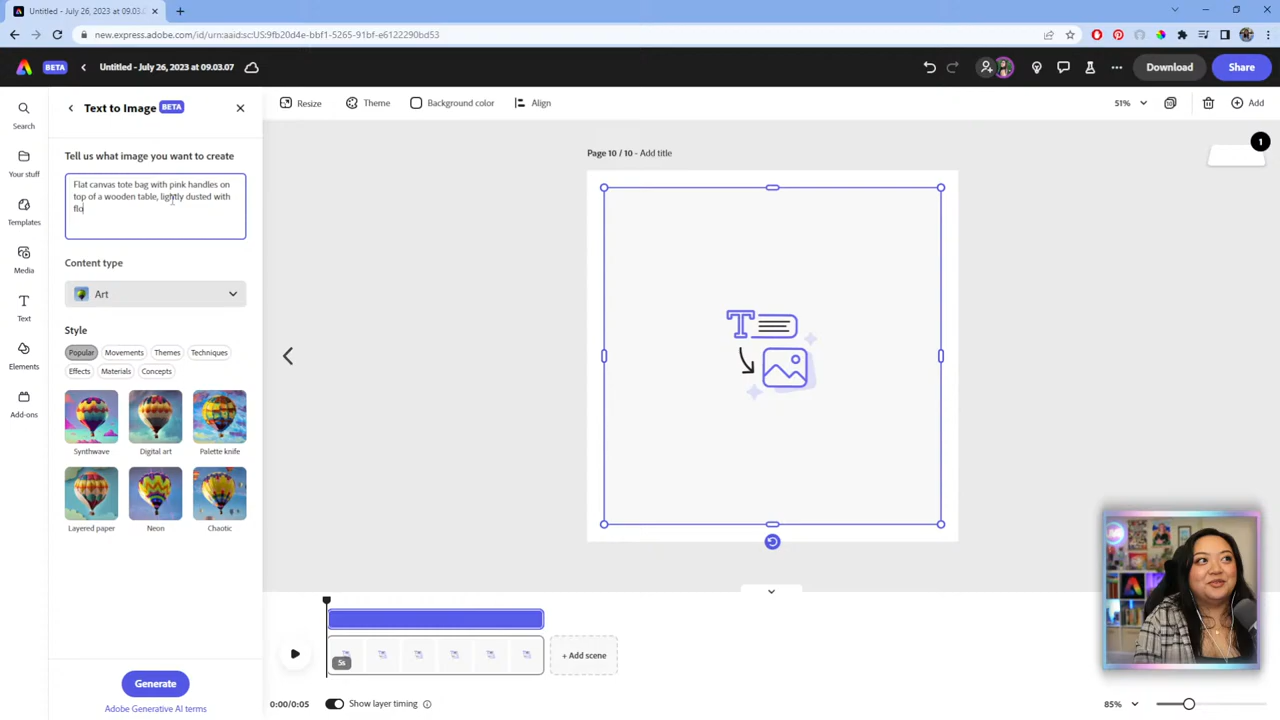 Untitled - July 26, 2023 at 09.03.0
new.express.adobe.com/id/urn:aaid:sc:US:9fb20d4e-bbf1-5265-91bf-e6122290bd53
BETA
Untitled - July 26, 2023 at 09.03.07
Download
Share
Search
Your stuff
Templates
Media
Text
Elements
Add-ons
Text to Image BETA
Tell us what image you want to create
Flat canvas tote bag with pink handles on
top of a wooden table, lightly dusted with
flo
Content type
Art
Style
Popular
Movements
Themes
Techniques
Effects
Materials
Concepts
Synthwave
Digital art
Palette knife
Layered paper
Neon
Chaotic
Generate
Adobe Generative AI terms
Resize
Theme
Background color
Align
51%
Add
Page 10 / 10 - Add title
1
T
5s
+ Add scene
0:00/0:05
Show layer timing
85%